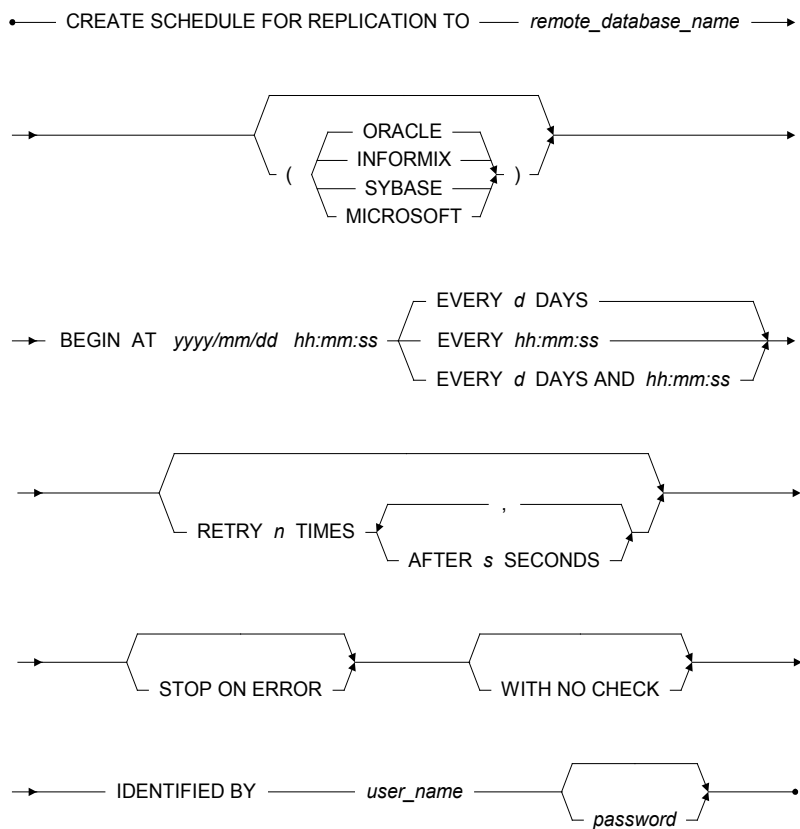 CREATE SCHEDULE FOR REPLICATION TO remote_database_name
ORACLE
INFORMIX
( SYBASE )
MICROSOFT
EVERY d DAYS
BEGIN AT yyyy/mm/dd hh:mm:ss EVERY hh:mm:ss
EVERY d DAYS AND hh:mm:ss
,
RETRY n TIMES
AFTER s SECONDS
STOP ON ERROR WITH NO CHECK
IDENTIFIED BY user_name
password